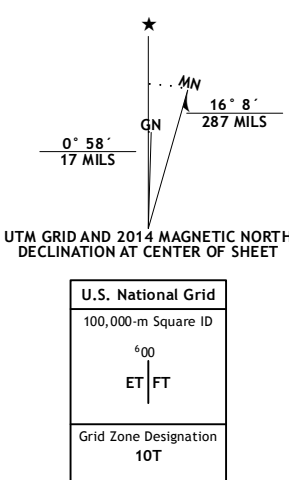 ★
MN
GN
16° 8´
287 MILS
0° 58´
17 MILS
UTM GRID AND 2014 MAGNETIC NORTH
DECLINATION AT CENTER OF SHEET
U.S. National Grid
100,000-m Square ID
⁶00
ET FT
Grid Zone Designation
10T